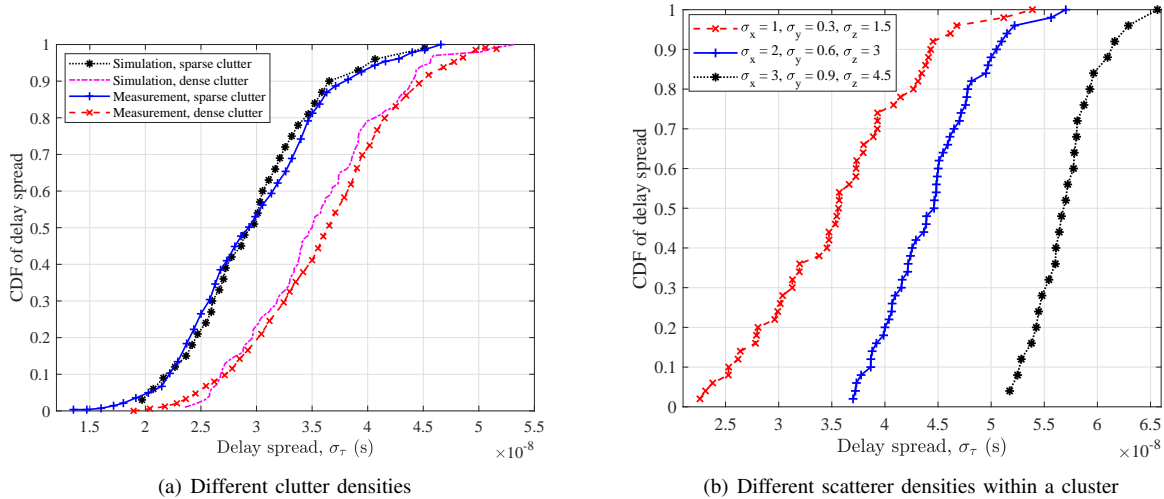 1
0.9
0.8
0.7
0.6
0.5
0.4
0.3
0.2
0.1
0
CDF of delay spread
Simulation, sparse clutter
Simulation, dense clutter
Measurement, sparse clutter
Measurement, dense clutter
1.5 2 2.5 3 3.5 4 4.5 5 5.5
Delay spread, στ (s)
×10⁻⁸
(a) Different clutter densities
1
0.9
0.8
0.7
0.6
0.5
0.4
0.3
0.2
0.1
0
CDF of delay spread
σx = 1, σy = 0.3, σz = 1.5
σx = 2, σy = 0.6, σz = 3
σx = 3, σy = 0.9, σz = 4.5
2.5 3 3.5 4 4.5 5 5.5 6 6.5
Delay spread, στ (s)
×10⁻⁸
(b) Different scatterer densities within a cluster